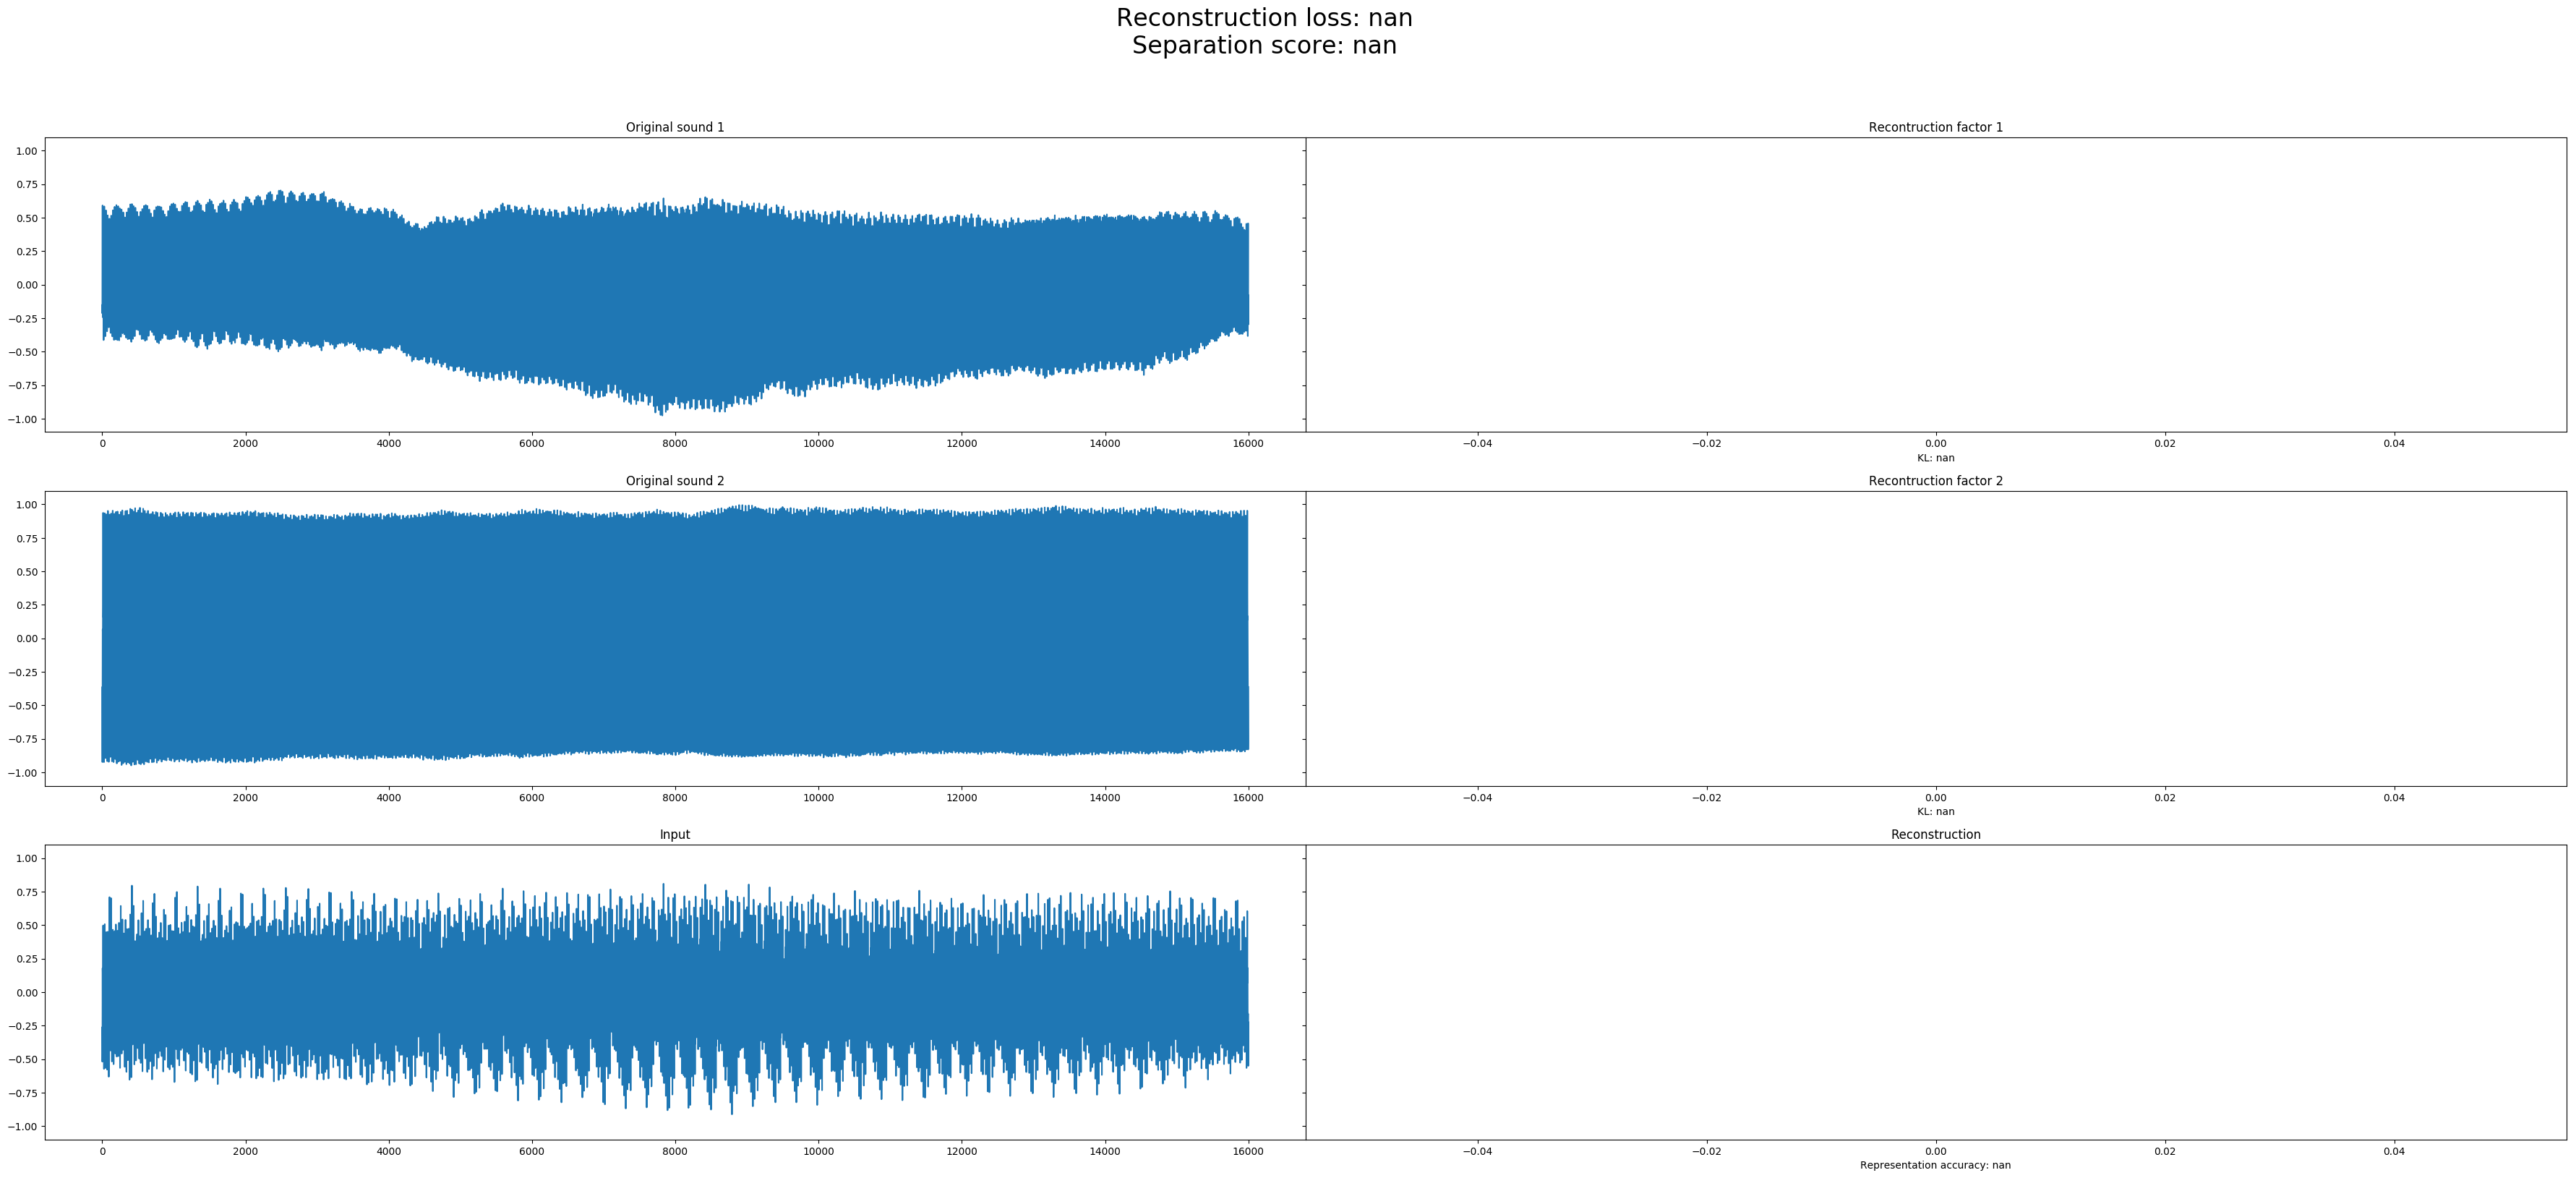 Reconstruction loss: nan
Separation score: nan
Original sound 1
Recontruction factor 1
1.00
0.75
0.50
0.25
0.00
−0.25
−0.50
−0.75
−1.00
0 2000 4000 6000 8000 10000 12000 14000 16000
−0.04 −0.02 0.00 0.02 0.04
KL: nan
Original sound 2
Recontruction factor 2
1.00
0.75
0.50
0.25
0.00
−0.25
−0.50
−0.75
−1.00
0 2000 4000 6000 8000 10000 12000 14000 16000
−0.04 −0.02 0.00 0.02 0.04
KL: nan
Input
Reconstruction
1.00
0.75
0.50
0.25
0.00
−0.25
−0.50
−0.75
−1.00
0 2000 4000 6000 8000 10000 12000 14000 16000
−0.04 −0.02 0.00 0.02 0.04
Representation accuracy: nan